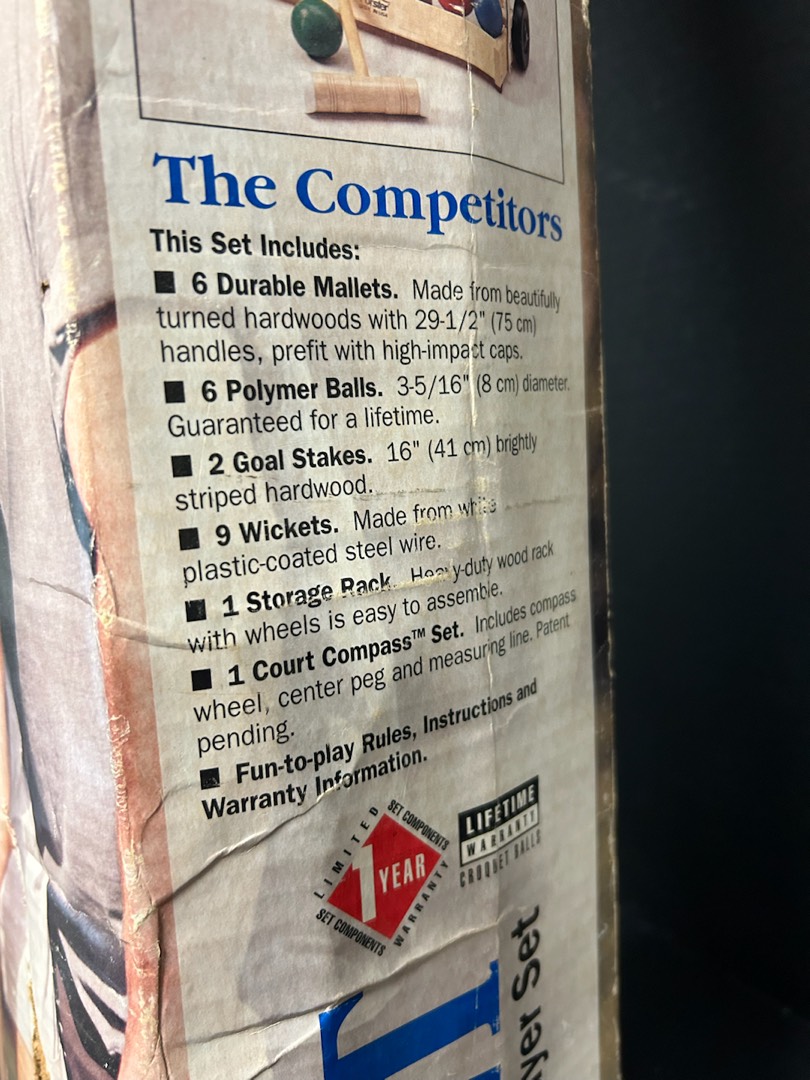 The Competitors
This Set Includes:
■ 6 Durable Mallets. Made from beautifully
turned hardwoods with 29-1/2" (75 cm)
handles, prefit with high-impact caps.
■ 6 Polymer Balls. 3-5/16" (8 cm) diameter.
Guaranteed for a lifetime.
■ 2 Goal Stakes. 16" (41 cm) brightly
striped hardwood.
■ 9 Wickets. Made from white
plastic-coated steel wire.
■ 1 Storage Rack. Heavy-duty wood rack
with wheels is easy to assemble.
■ 1 Court Compass™ Set. Includes compass
wheel, center peg and measuring line. Patent
pending.
■ Fun-to-play Rules, Instructions and
Warranty Information.
LIMITED
SET COMPONENTS
1 YEAR
WARRANTY
SET COMPONENTS
LIFETIME
WARRANTY
CROQUET BALLS
yer Set